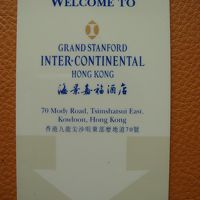 WELCOME TO
GRAND STANFORD
INTER-CONTINENTAL
HONG KONG
海景嘉福酒店
70 Mody Road, Tsimshatsui East,
Kowloon, Hong Kong
香港九龍尖沙咀東部麼地道70號